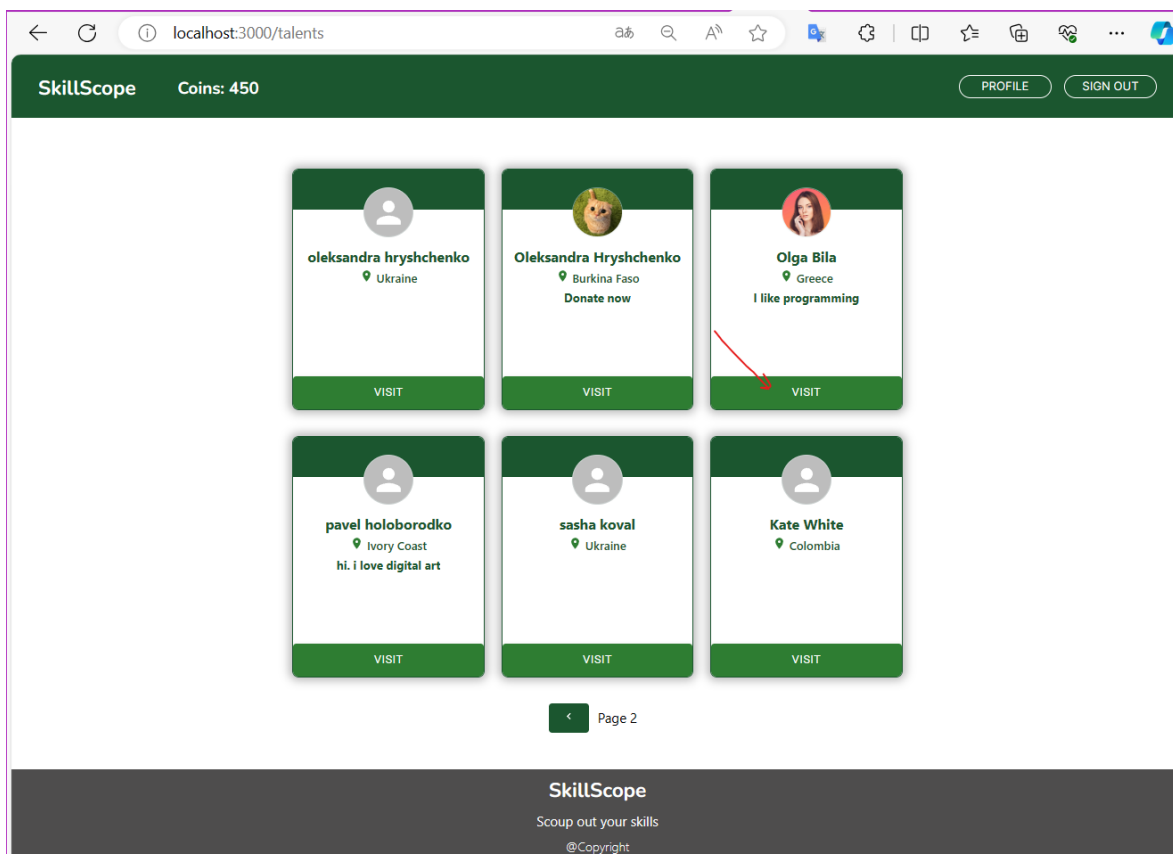 localhost:3000/talents
SkillScope Coins: 450 PROFILE SIGN OUT
oleksandra hryshchenko
Ukraine
VISIT
Oleksandra Hryshchenko
Burkina Faso
Donate now
VISIT
Olga Bila
Greece
I like programming
VISIT
pavel holoborodko
Ivory Coast
hi. i love digital art
VISIT
sasha koval
Ukraine
VISIT
Kate White
Colombia
VISIT
Page 2
SkillScope
Scoup out your skills
@Copyright